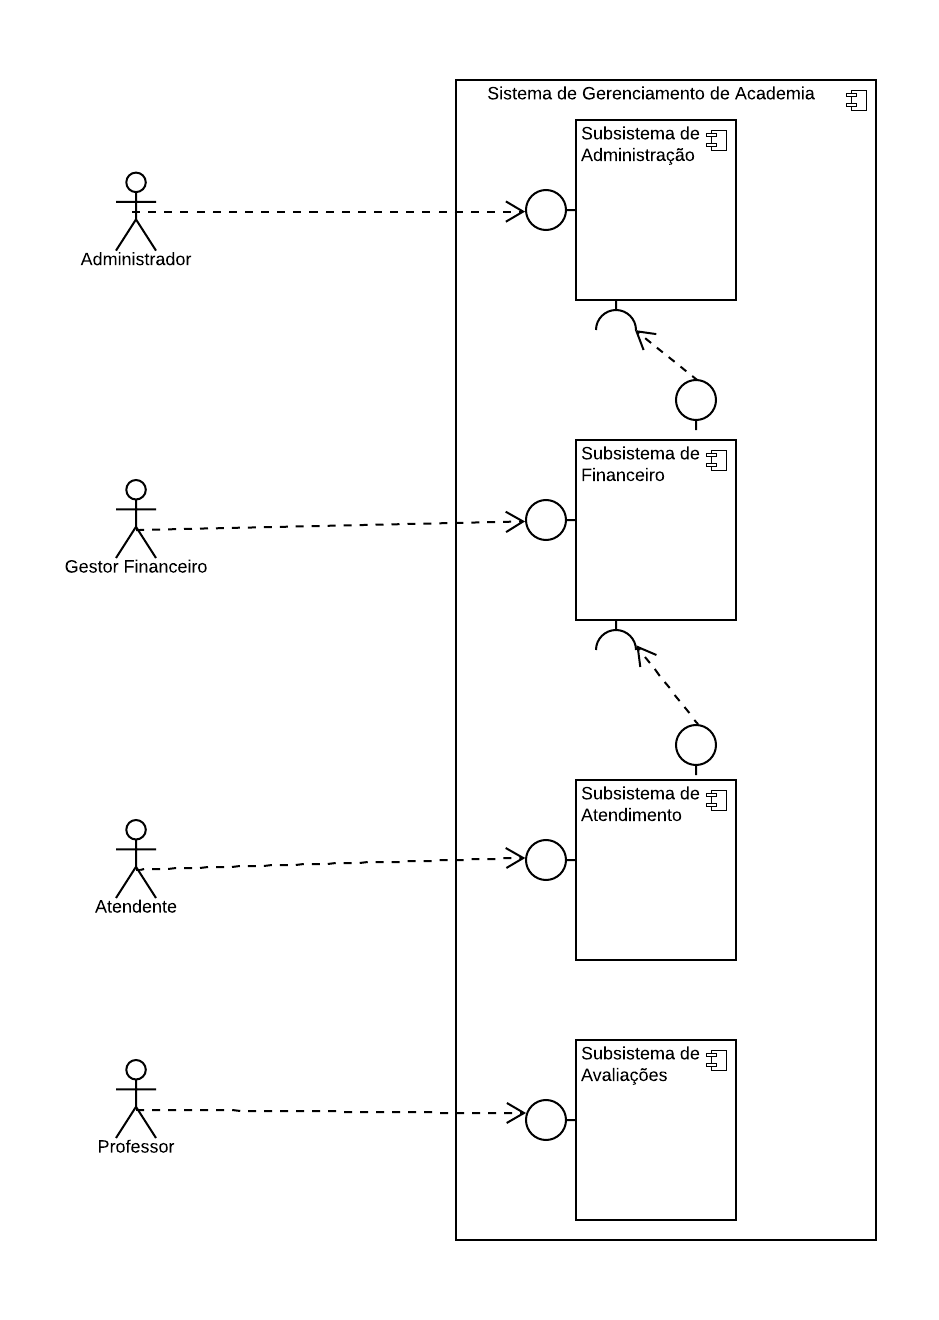 Sistema de Gerenciamento de Academia
Subsistema de
Administração
Administrador
Subsistema de
Financeiro
Gestor Financeiro
Subsistema de
Atendimento
Atendente
Subsistema de
Avaliações
Professor